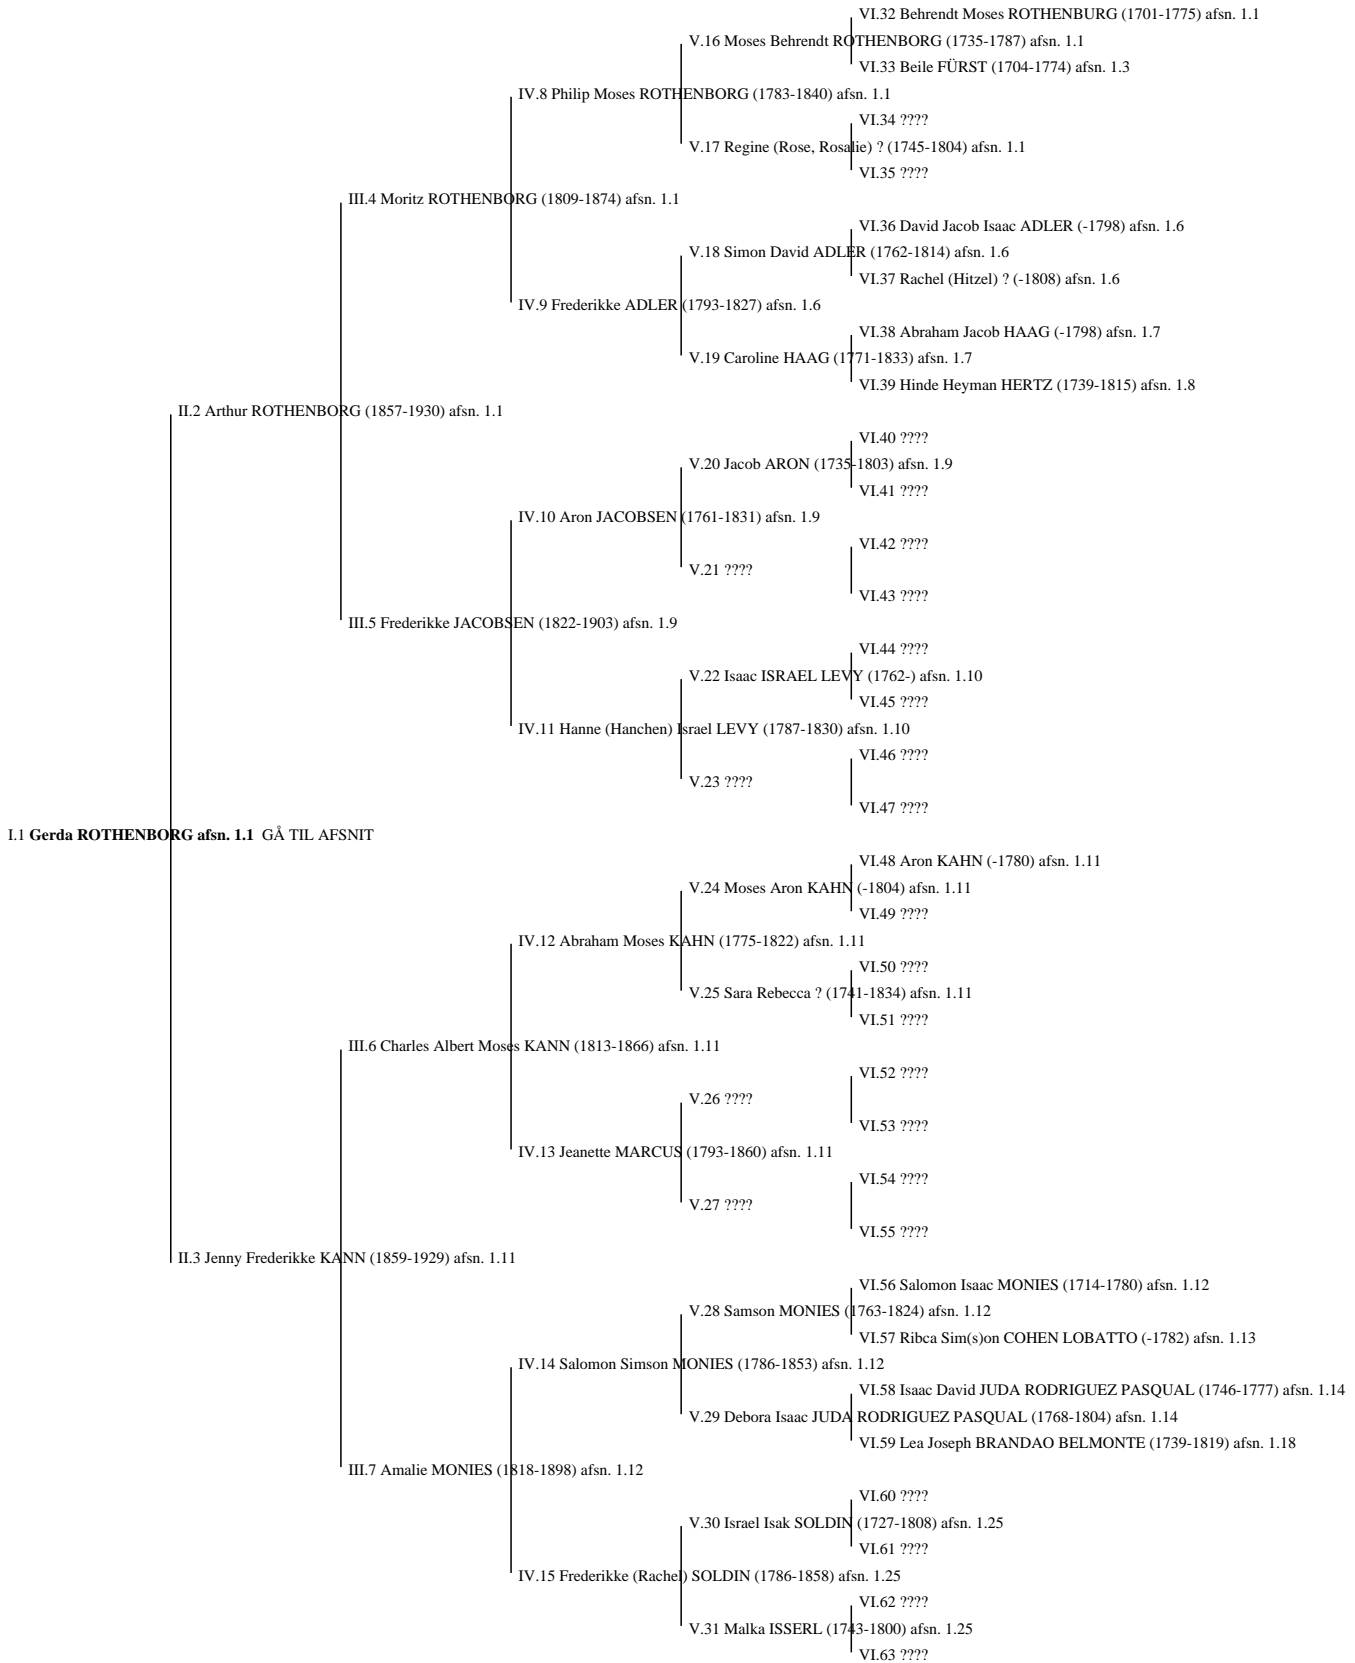 VI.32 Behrendt Moses ROTHENBURG (1701-1775) afsn. 1.1
V.16 Moses Behrendt ROTHENBORG (1735-1787) afsn. 1.1
VI.33 Beile FÜRST (1704-1774) afsn. 1.3
IV.8 Philip Moses ROTHENBORG (1783-1840) afsn. 1.1
VI.34 ????
V.17 Regine (Rose, Rosalie) ? (1745-1804) afsn. 1.1
VI.35 ????
III.4 Moritz ROTHENBORG (1809-1874) afsn. 1.1
VI.36 David Jacob Isaac ADLER (-1798) afsn. 1.6
V.18 Simon David ADLER (1762-1814) afsn. 1.6
VI.37 Rachel (Hitzel) ? (-1808) afsn. 1.6
IV.9 Frederikke ADLER (1793-1827) afsn. 1.6
VI.38 Abraham Jacob HAAG (-1798) afsn. 1.7
V.19 Caroline HAAG (1771-1833) afsn. 1.7
VI.39 Hinde Heyman HERTZ (1739-1815) afsn. 1.8
II.2 Arthur ROTHENBORG (1857-1930) afsn. 1.1
VI.40 ????
V.20 Jacob ARON (1735-1803) afsn. 1.9
VI.41 ????
IV.10 Aron JACOBSEN (1761-1831) afsn. 1.9
VI.42 ????
V.21 ????
VI.43 ????
III.5 Frederikke JACOBSEN (1822-1903) afsn. 1.9
VI.44 ????
V.22 Isaac ISRAEL LEVY (1762-) afsn. 1.10
VI.45 ????
IV.11 Hanne (Hanchen) Israel LEVY (1787-1830) afsn. 1.10
VI.46 ????
V.23 ????
VI.47 ????
I.1 Gerda ROTHENBORG afsn. 1.1 GÅ TIL AFSNIT
VI.48 Aron KAHN (-1780) afsn. 1.11
V.24 Moses Aron KAHN (-1804) afsn. 1.11
VI.49 ????
IV.12 Abraham Moses KAHN (1775-1822) afsn. 1.11
VI.50 ????
V.25 Sara Rebecca ? (1741-1834) afsn. 1.11
VI.51 ????
III.6 Charles Albert Moses KANN (1813-1866) afsn. 1.11
VI.52 ????
V.26 ????
VI.53 ????
IV.13 Jeanette MARCUS (1793-1860) afsn. 1.11
VI.54 ????
V.27 ????
VI.55 ????
II.3 Jenny Frederikke KANN (1859-1929) afsn. 1.11
VI.56 Salomon Isaac MONIES (1714-1780) afsn. 1.12
V.28 Samson MONIES (1763-1824) afsn. 1.12
VI.57 Ribca Sim(s)on COHEN LOBATTO (-1782) afsn. 1.13
IV.14 Salomon Simson MONIES (1786-1853) afsn. 1.12
VI.58 Isaac David JUDA RODRIGUEZ PASQUAL (1746-1777) afsn. 1.14
V.29 Debora Isaac JUDA RODRIGUEZ PASQUAL (1768-1804) afsn. 1.14
VI.59 Lea Joseph BRANDAO BELMONTE (1739-1819) afsn. 1.18
III.7 Amalie MONIES (1818-1898) afsn. 1.12
VI.60 ????
V.30 Israel Isak SOLDIN (1727-1808) afsn. 1.25
VI.61 ????
IV.15 Frederikke (Rachel) SOLDIN (1786-1858) afsn. 1.25
VI.62 ????
V.31 Malka ISSERL (1743-1800) afsn. 1.25
VI.63 ????